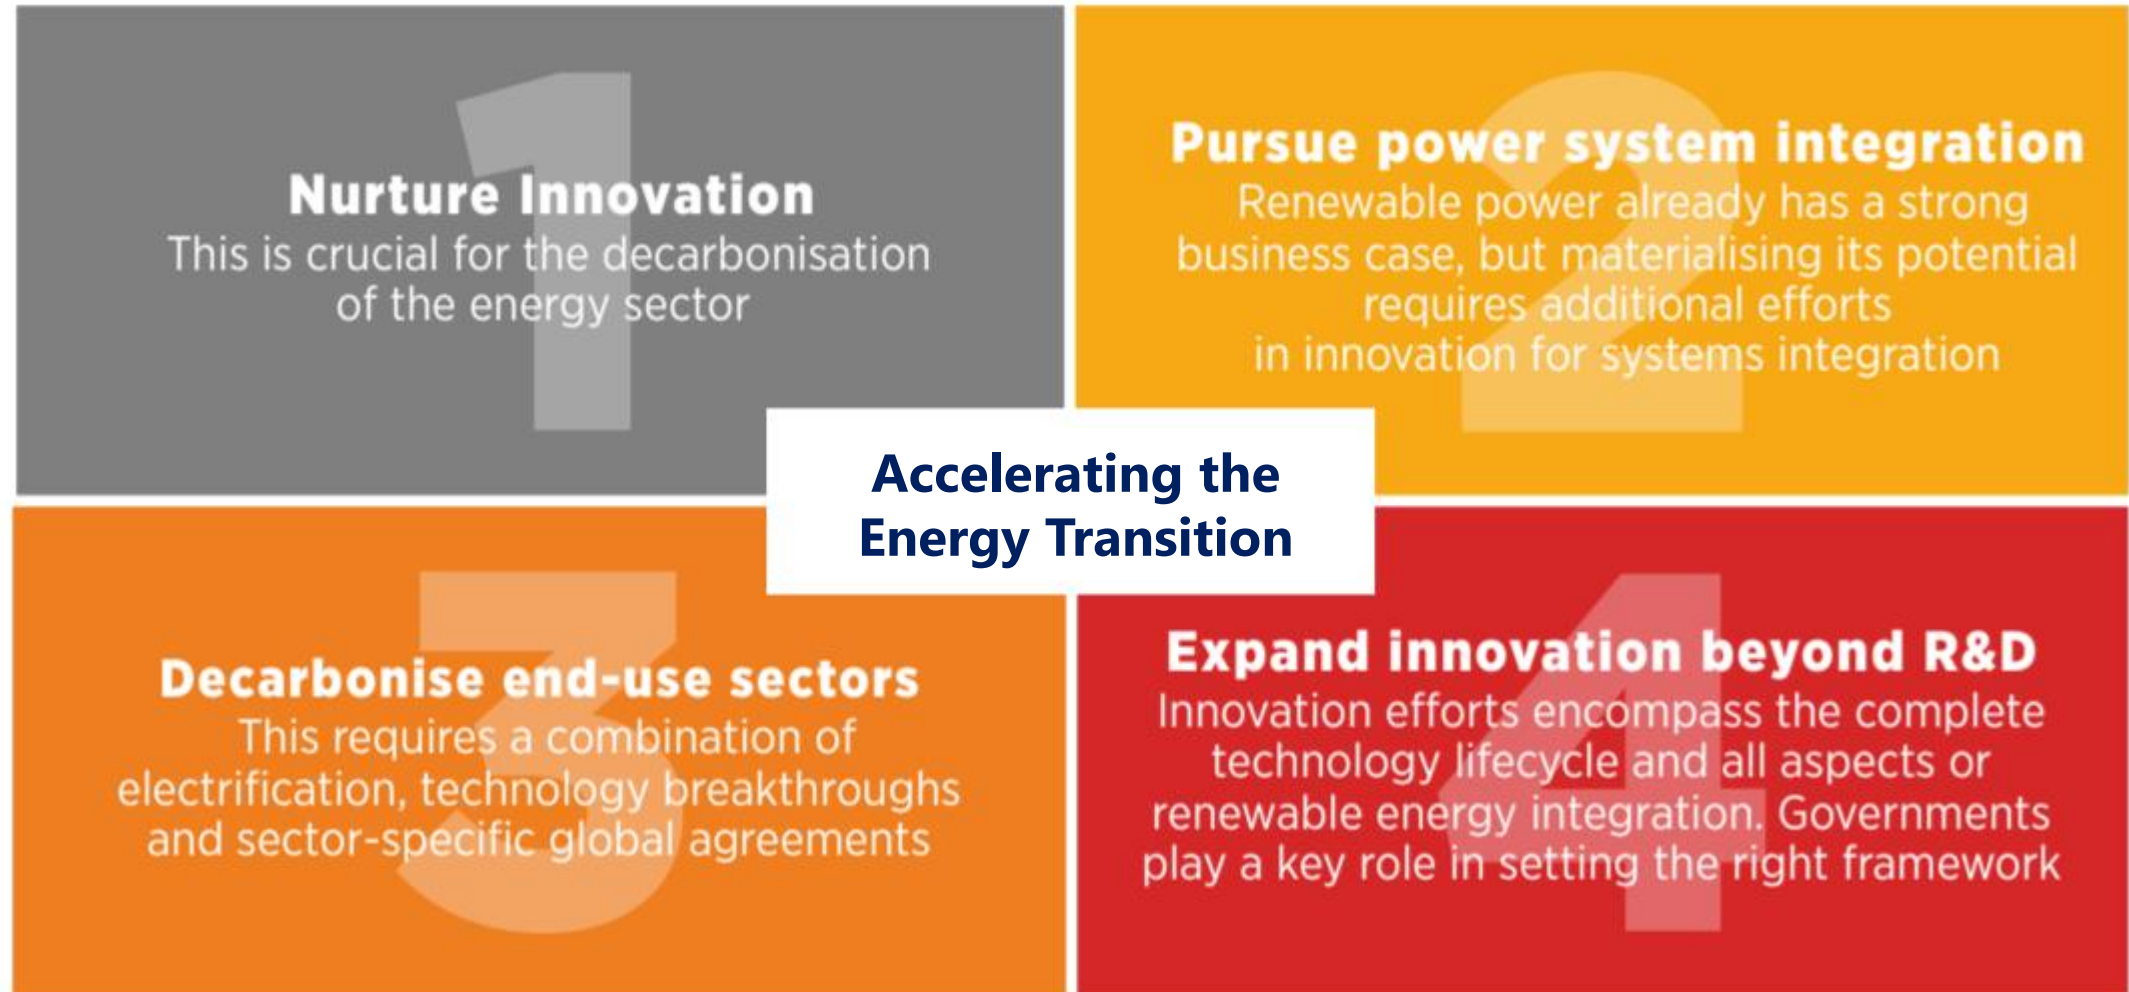 1
Nurture Innovation
This is crucial for the decarbonisation
of the energy sector
2
Pursue power system integration
Renewable power already has a strong
business case, but materialising its potential
requires additional efforts
in innovation for systems integration
Accelerating the
Energy Transition
3
Decarbonise end-use sectors
This requires a combination of
electrification, technology breakthroughs
and sector-specific global agreements
4
Expand innovation beyond R&D
Innovation efforts encompass the complete
technology lifecycle and all aspects or
renewable energy integration. Governments
play a key role in setting the right framework